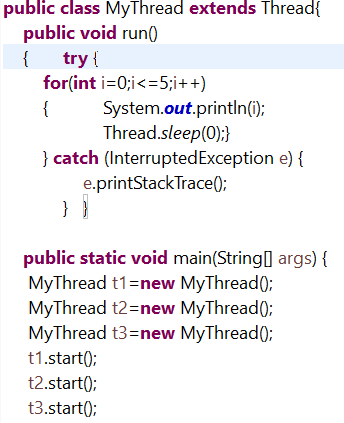 public class MyThread extends Thread{
public void run()
{ try {
for(int i=0;i<=5;i++)
{ System.out.println(i);
Thread.sleep(0);}
} catch (InterruptedException e) {
e.printStackTrace();
} }
public static void main(String[] args) {
MyThread t1=new MyThread();
MyThread t2=new MyThread();
MyThread t3=new MyThread();
t1.start();
t2.start();
t3.start();